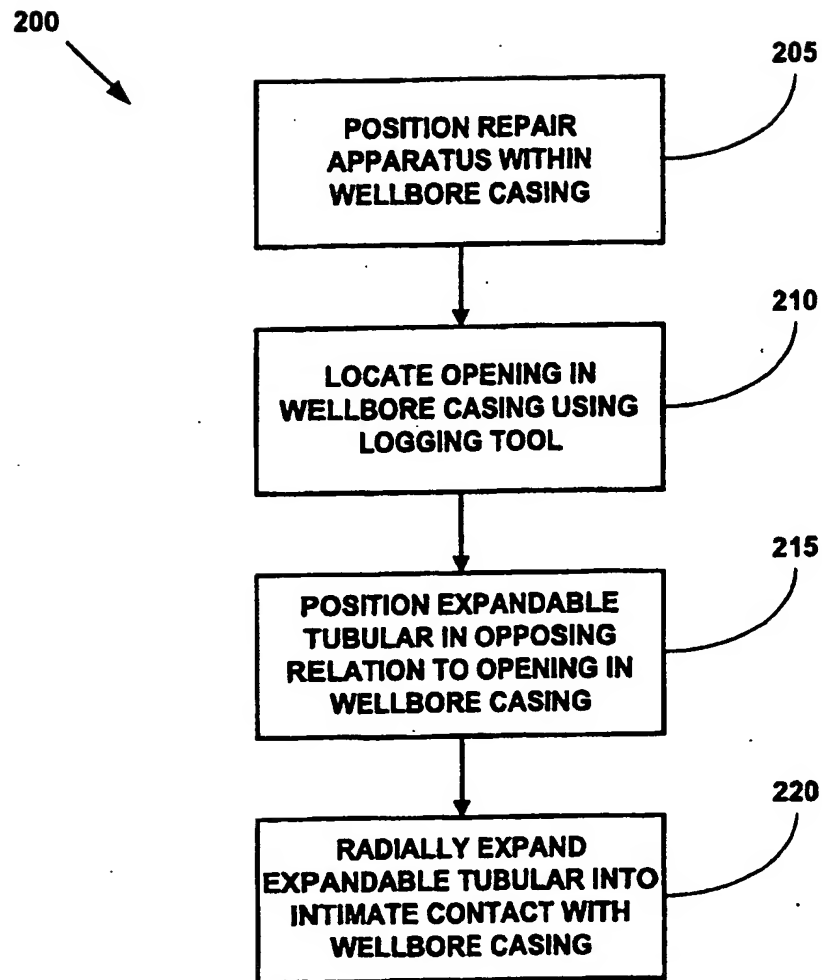 200
205
POSITION REPAIR
APPARATUS WITHIN
WELLBORE CASING
210
LOCATE OPENING IN
WELLBORE CASING USING
LOGGING TOOL
215
POSITION EXPANDABLE
TUBULAR IN OPPOSING
RELATION TO OPENING IN
WELLBORE CASING
220
RADIALLY EXPAND
EXPANDABLE TUBULAR INTO
INTIMATE CONTACT WITH
WELLBORE CASING